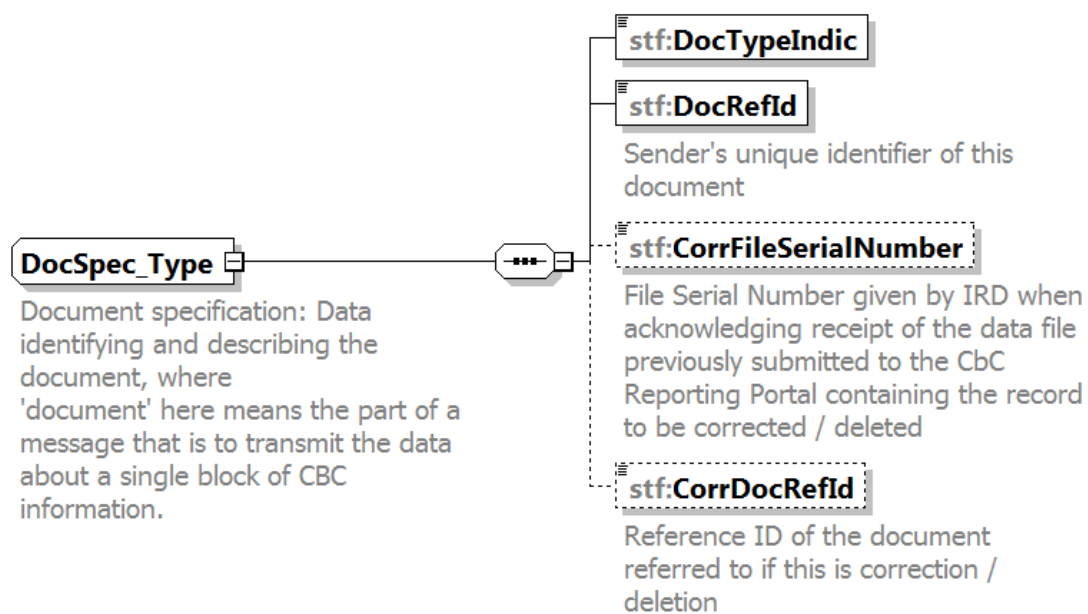 DocSpec_Type
Document specification: Data
identifying and describing the
document, where
'document' here means the part of a
message that is to transmit the data
about a single block of CBC
information.
stf:DocTypeIndic
stf:DocRefId
Sender's unique identifier of this
document
stf:CorrFileSerialNumber
File Serial Number given by IRD when
acknowledging receipt of the data file
previously submitted to the CbC
Reporting Portal containing the record
to be corrected / deleted
stf:CorrDocRefId
Reference ID of the document
referred to if this is correction /
deletion